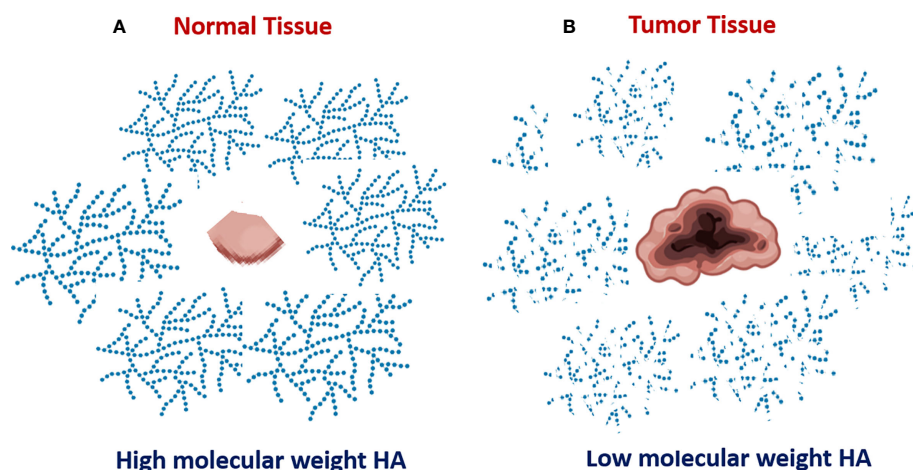 A Normal Tissue
B Tumor Tissue
High molecular weight HA
Low molecular weight HA